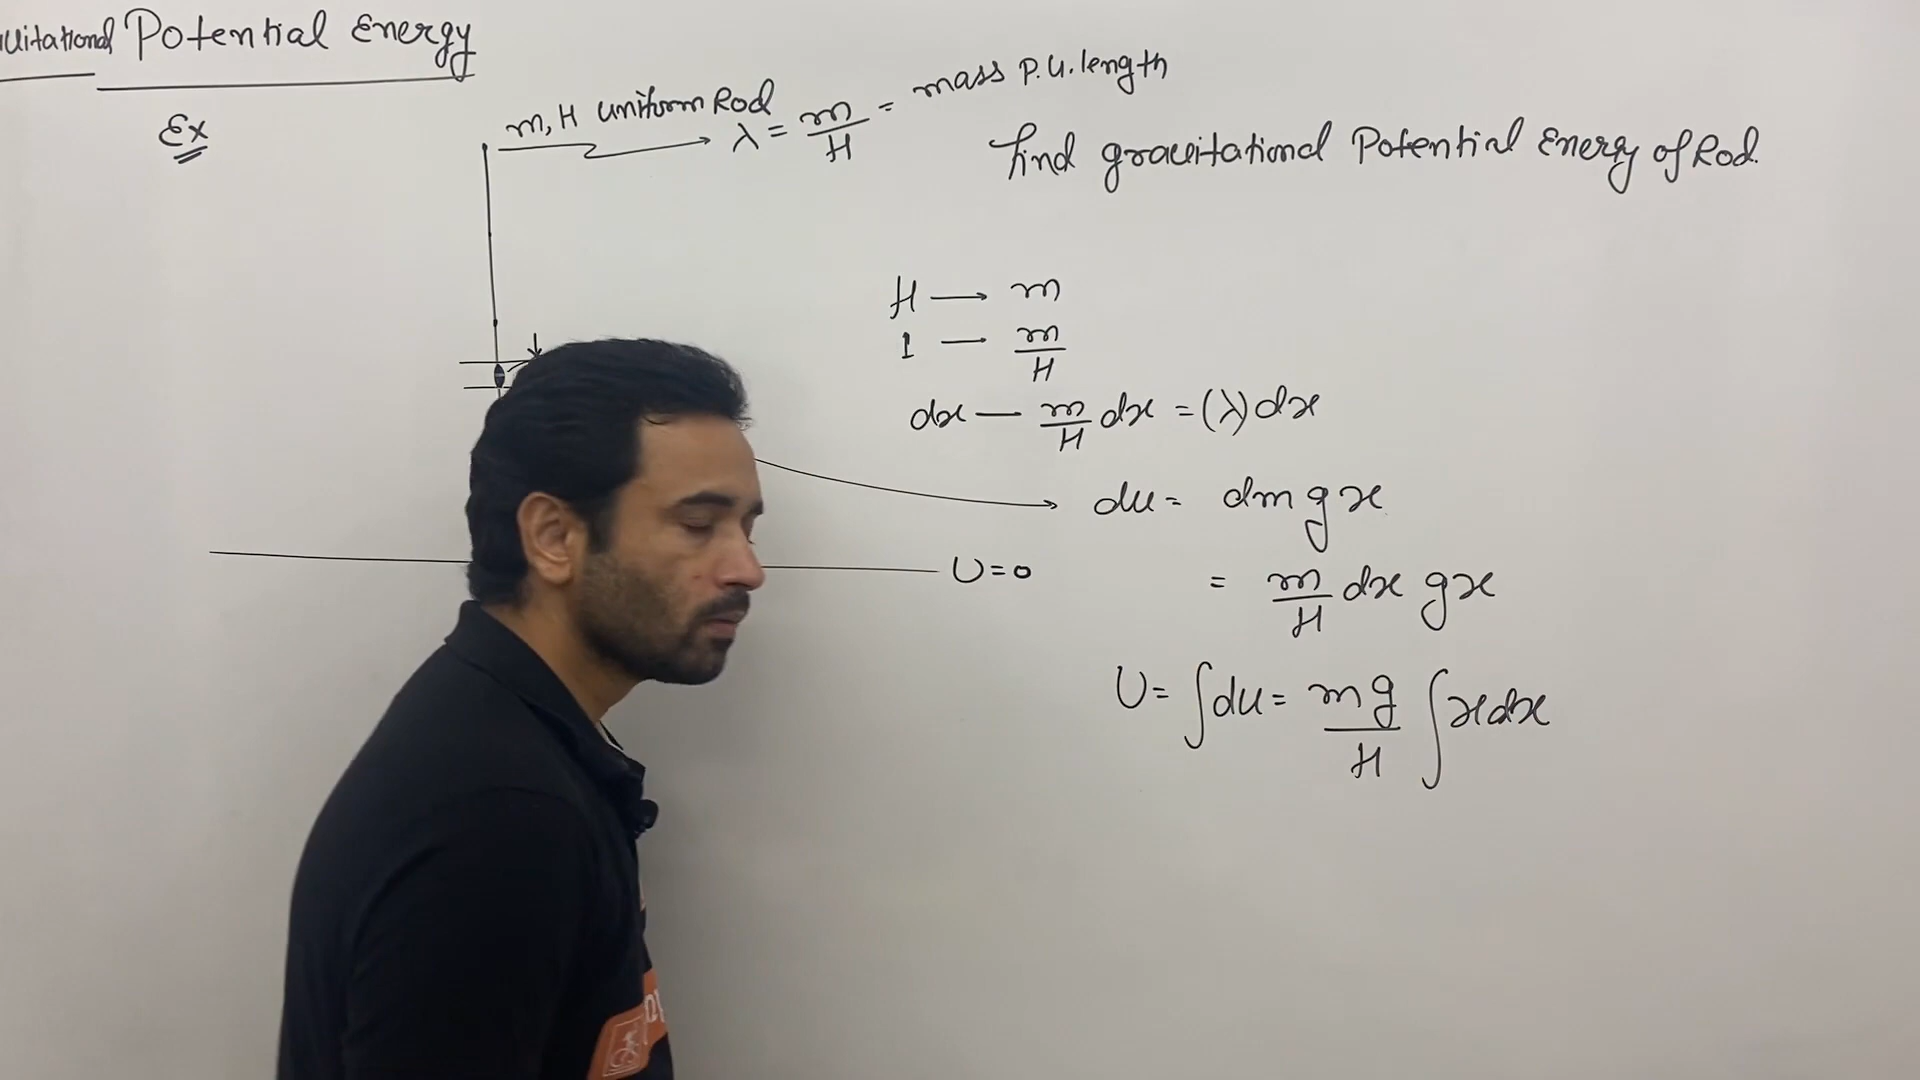 Potential Energy
Ex
m, H uniform Rod
λ = m/H = mass P.U. length
find gravitational Potential Energy of Rod.
H → m
1 — m/H
dx — m/H dx = (λ) dx
du = dm g x
U=0
= m/H dx g x
U = ∫du = mg/H ∫x dx